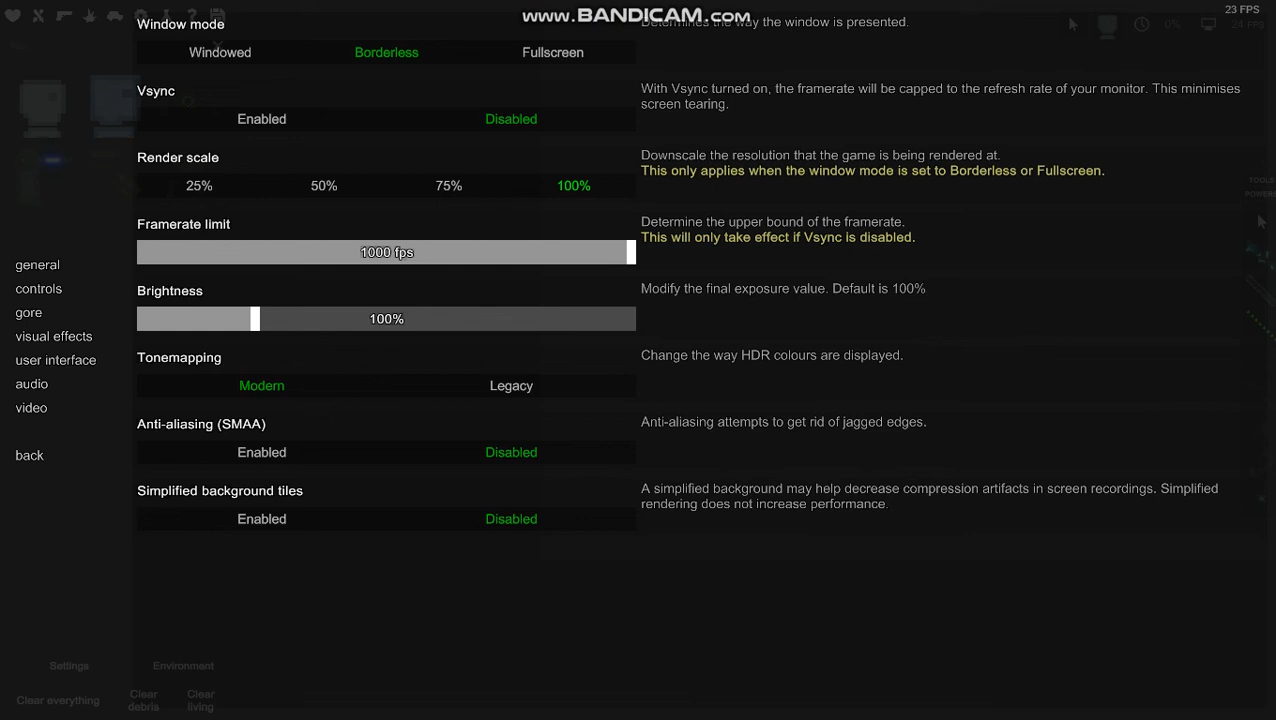 www.BANDICAM.com
23 FPS
24 FPS
0%
Window mode
Determines the way the window is presented.
Windowed
Borderless
Fullscreen
Vsync
With Vsync turned on, the framerate will be capped to the refresh rate of your monitor. This minimises
screen tearing.
Enabled
Disabled
Render scale
Downscale the resolution that the game is being rendered at.
This only applies when the window mode is set to Borderless or Fullscreen.
25%
50%
75%
100%
Framerate limit
Determine the upper bound of the framerate.
This will only take effect if Vsync is disabled.
1000 fps
Brightness
Modify the final exposure value. Default is 100%
100%
Tonemapping
Change the way HDR colours are displayed.
Modern
Legacy
Anti-aliasing (SMAA)
Anti-aliasing attempts to get rid of jagged edges.
Enabled
Disabled
Simplified background tiles
A simplified background may help decrease compression artifacts in screen recordings. Simplified
rendering does not increase performance.
Enabled
Disabled
general
controls
gore
visual effects
user interface
audio
video
back
TOOLS
POWERS
Settings
Environment
Clear everything
Clear
debris
Clear
living